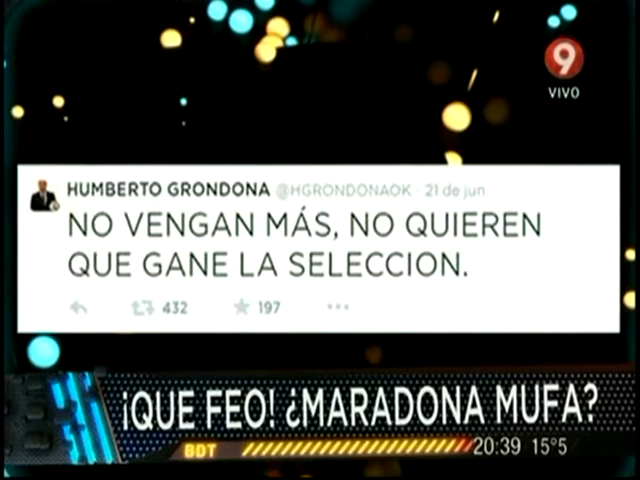 9
VIVO
HUMBERTO GRONDONA @HGRONDONAOK · 21 de jun
NO VENGAN MÁS, NO QUIEREN
QUE GANE LA SELECCION.
432 197
¡QUE FEO! ¿MARADONA MUFA?
BDT 20:39 15°5